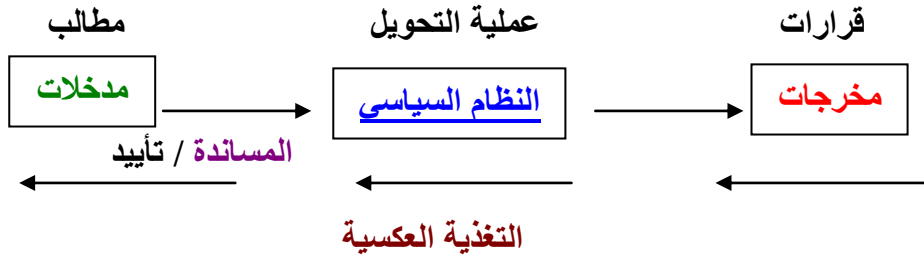 مطالب
عملية التحويل
قرارات
مدخلات
النظام السياسي
مخرجات
المساندة / تأييد
التغذية العكسية